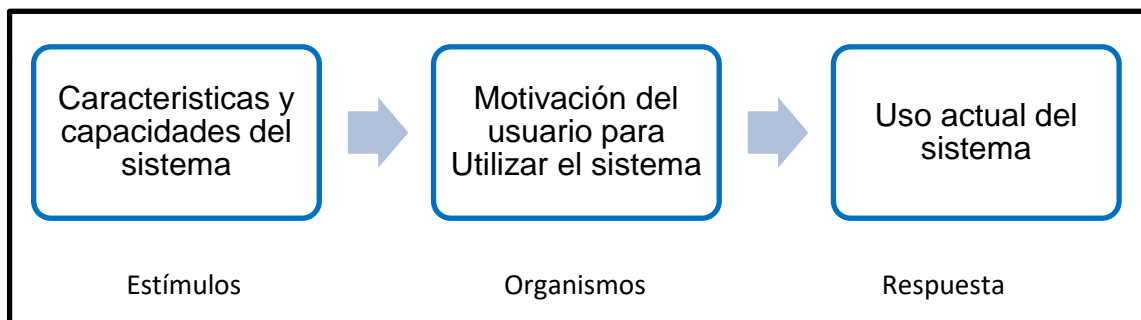 Caracteristicas y
capacidades del
sistema
Motivación del
usuario para
Utilizar el sistema
Uso actual del
sistema
Estímulos
Organismos
Respuesta